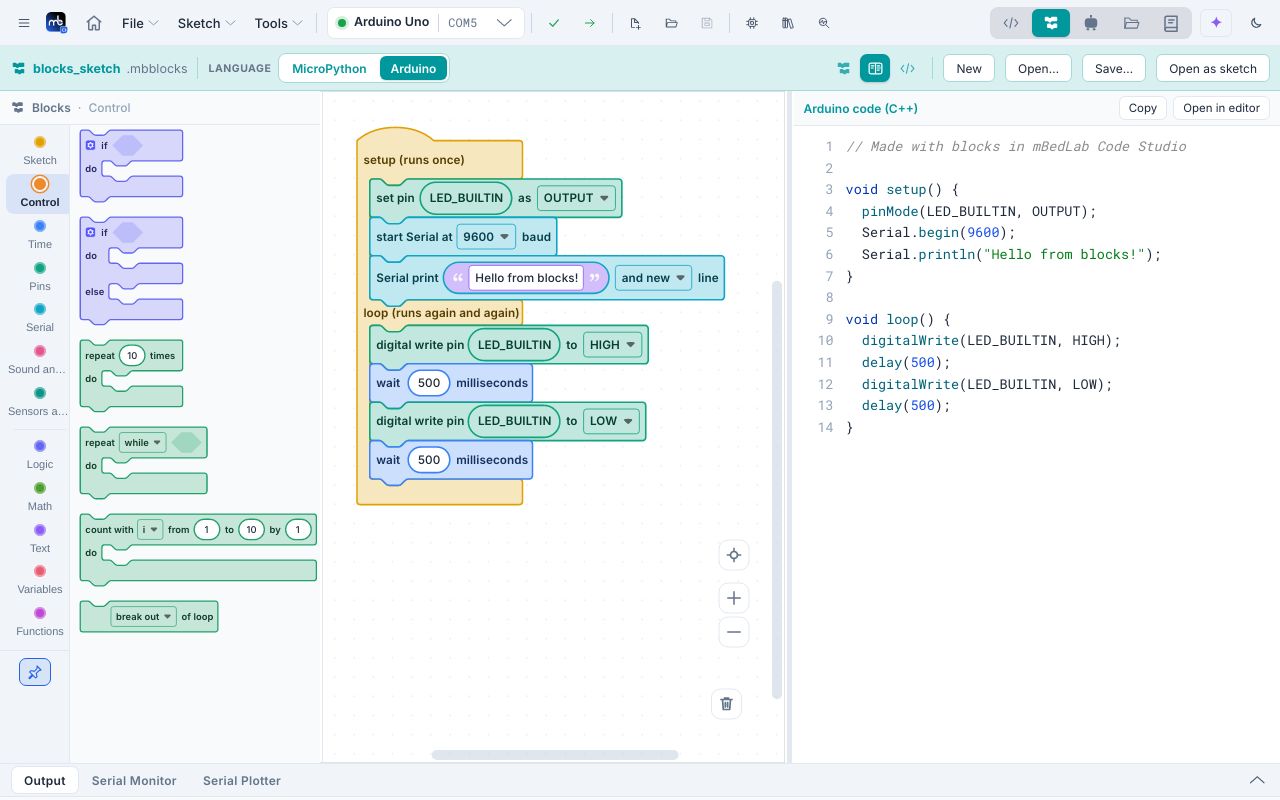 File Sketch Tools Arduino Uno COM5
blocks_sketch .mbblocks LANGUAGE MicroPython Arduino New Open... Save... Open as sketch
Blocks · Control
Sketch
Control
Time
Pins
Serial
Sound an...
Sensors a...
Logic
Math
Text
Variables
Functions
if
do
if
do
else
repeat 10 times
do
repeat while
do
count with i from 1 to 10 by 1
do
break out of loop
setup (runs once)
set pin LED_BUILTIN as OUTPUT
start Serial at 9600 baud
Serial print “ Hello from blocks! ” and new line
loop (runs again and again)
digital write pin LED_BUILTIN to HIGH
wait 500 milliseconds
digital write pin LED_BUILTIN to LOW
wait 500 milliseconds
Arduino code (C++) Copy Open in editor
1 // Made with blocks in mBedLab Code Studio
2
3 void setup() {
4 pinMode(LED_BUILTIN, OUTPUT);
5 Serial.begin(9600);
6 Serial.println("Hello from blocks!");
7 }
8
9 void loop() {
10 digitalWrite(LED_BUILTIN, HIGH);
11 delay(500);
12 digitalWrite(LED_BUILTIN, LOW);
13 delay(500);
14 }
Output Serial Monitor Serial Plotter